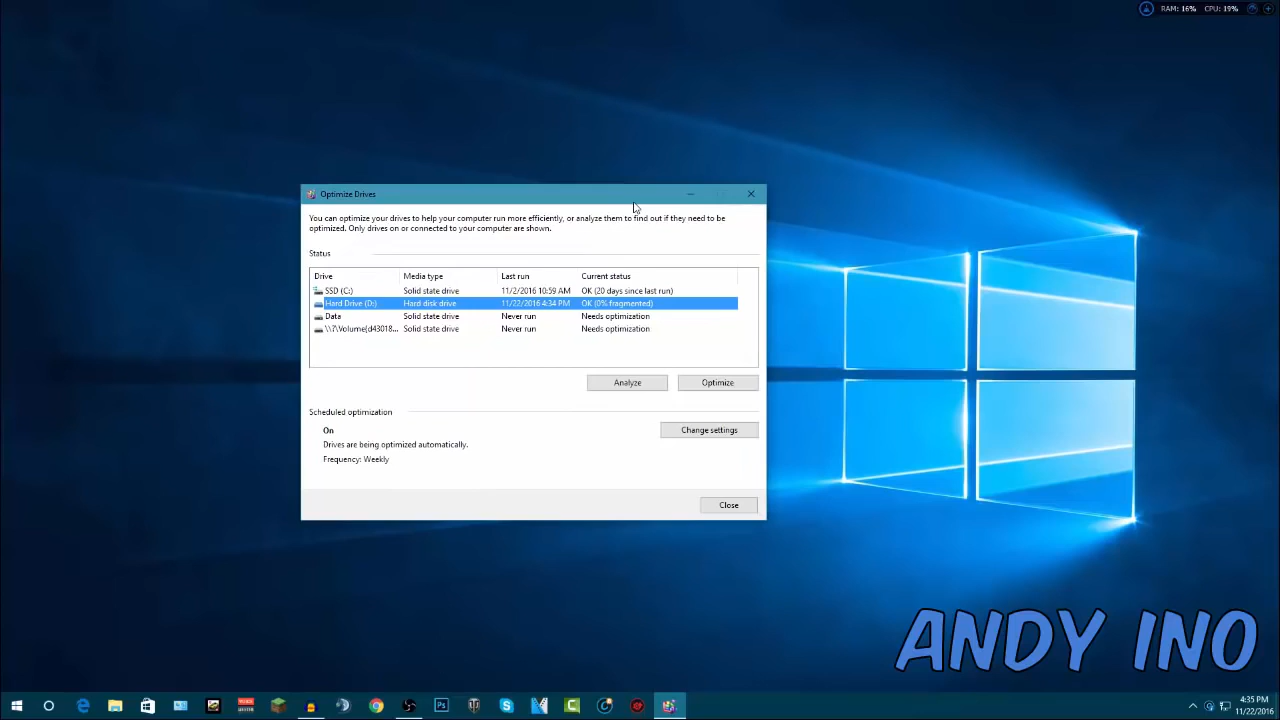 RAM: 16% CPU: 19%
Optimize Drives
You can optimize your drives to help your computer run more efficiently, or analyze them to find out if they need to be
optimized. Only drives on or connected to your computer are shown.
Status
Drive Media type Last run Current status
SSD (C:) Solid state drive 11/2/2016 10:59 AM OK (20 days since last run)
Hard Drive (D:) Hard disk drive 11/22/2016 4:34 PM OK (0% fragmented)
Data Solid state drive Never run Needs optimization
\\?\Volume{d43018... Solid state drive Never run Needs optimization
Analyze Optimize
Scheduled optimization
On
Change settings
Drives are being optimized automatically.
Frequency: Weekly
Close
ANDY INO
4:35 PM
11/22/2016